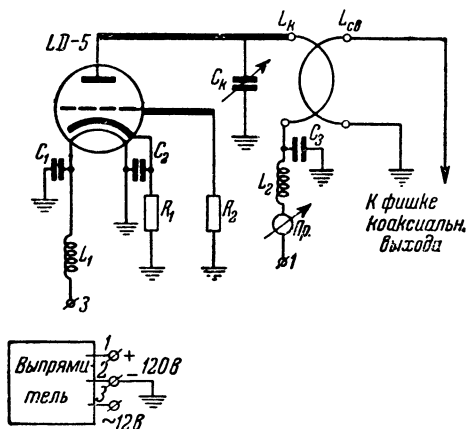 LD-5
Lк
Lсв
Cк
C1
C2
C3
L2
R1
R2
Пр.
L1
1
3
К фишке
коаксиальн.
выхода
Выпрями
тель
1 +
2 – 120В
3
~12В